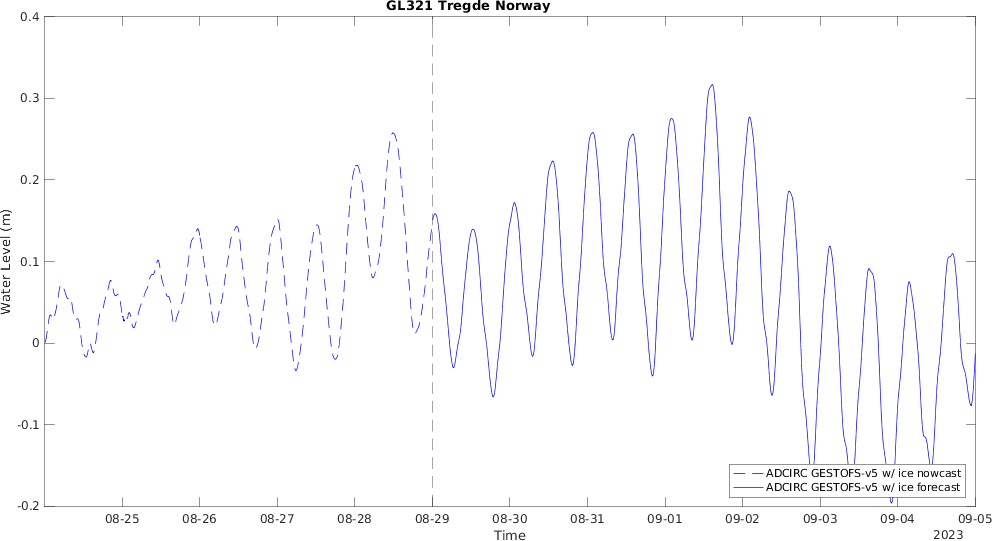 GL321 Tregde Norway
0.4
0.3
0.2
0.1
0
-0.1
-0.2
Water Level (m)
ADCIRC GESTOFS-v5 w/ ice nowcast
ADCIRC GESTOFS-v5 w/ ice forecast
08-25 08-26 08-27 08-28 08-29 08-30 08-31 09-01 09-02 09-03 09-04 09-05
Time
2023